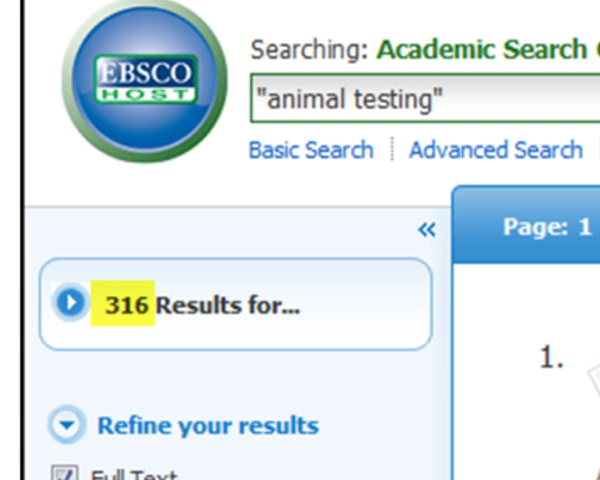 EBSCO
HOST
Searching: Academic Search
"animal testing"
Basic Search Advanced Search
«
Page: 1
316 Results for...
1.
Refine your results
Full Text